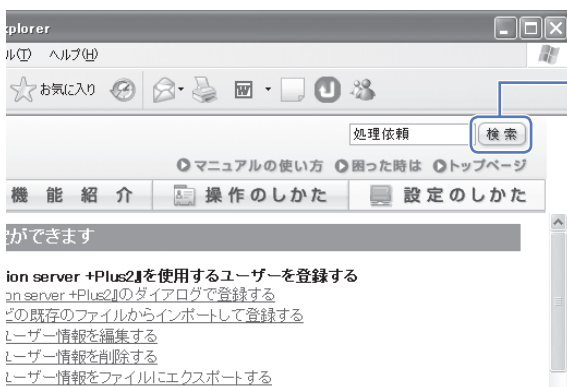 xplorer
ル(T) ヘルプ(H)
お気に入り
処理依頼 検索
マニュアルの使い方 困った時は トップページ
機能紹介 操作のしかた 設定のしかた
ができます
ion server +Plus2』を使用するユーザーを登録する
on server +Plus2』のダイアログで登録する
どの既存のファイルからインポートして登録する
ユーザー情報を編集する
ユーザー情報を削除する
ユーザー情報をファイルにエクスポートする